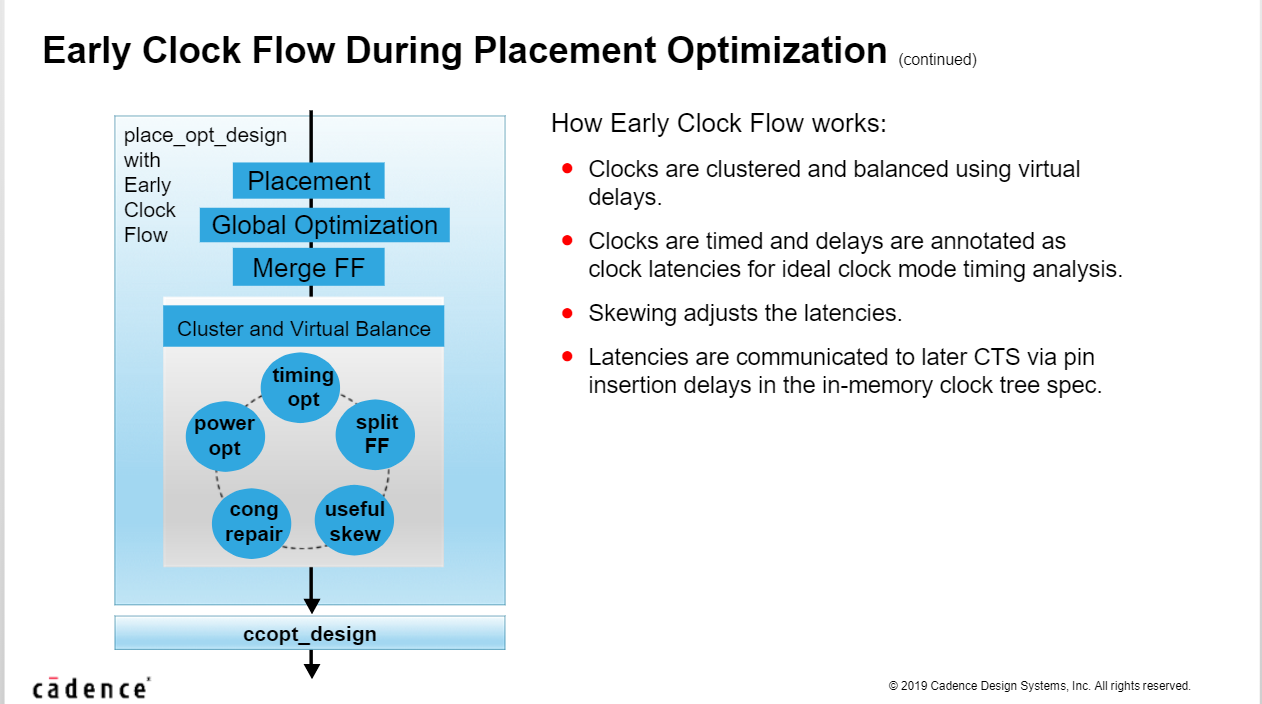 Early Clock Flow During Placement Optimization (continued)
place_opt_design
with
Early
Clock
Flow
Placement
Global Optimization
Merge FF
Cluster and Virtual Balance
timing
opt
split
FF
useful
skew
cong
repair
power
opt
ccopt_design
How Early Clock Flow works:
Clocks are clustered and balanced using virtual
delays.
Clocks are timed and delays are annotated as
clock latencies for ideal clock mode timing analysis.
Skewing adjusts the latencies.
Latencies are communicated to later CTS via pin
insertion delays in the in-memory clock tree spec.
cādence
© 2019 Cadence Design Systems, Inc. All rights reserved.